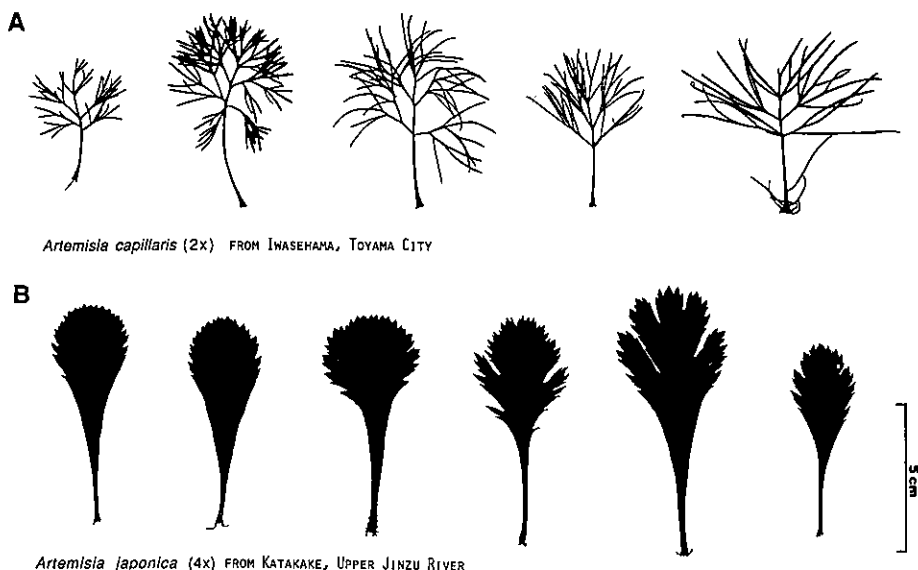 A
Artemisia capillaris (2x) FROM IWASEHAMA, TOYAMA CITY
B
5 cm
Artemisia japonica (4x) FROM KATAKAKE, UPPER JINZU RIVER